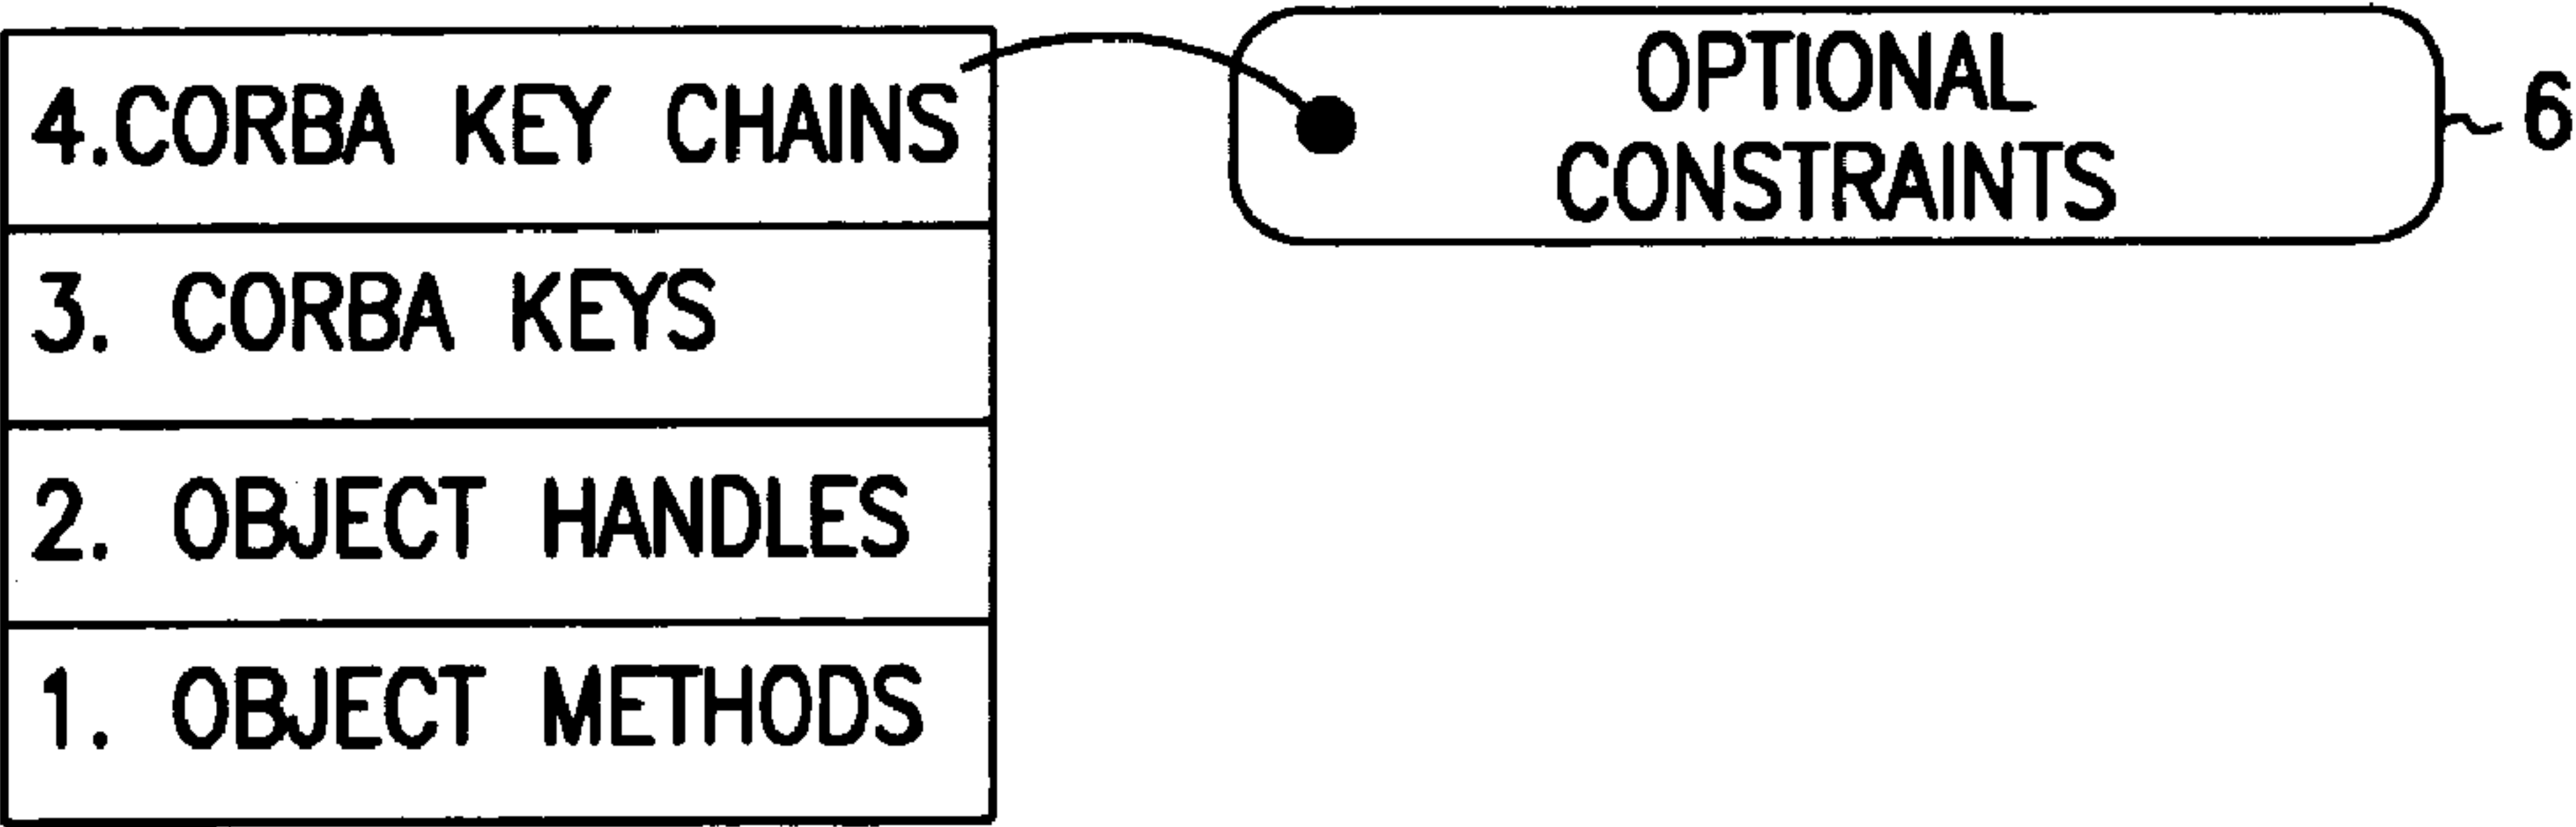 4.CORBA KEY CHAINS
3. CORBA KEYS
2. OBJECT HANDLES
1. OBJECT METHODS
OPTIONAL
CONSTRAINTS
6